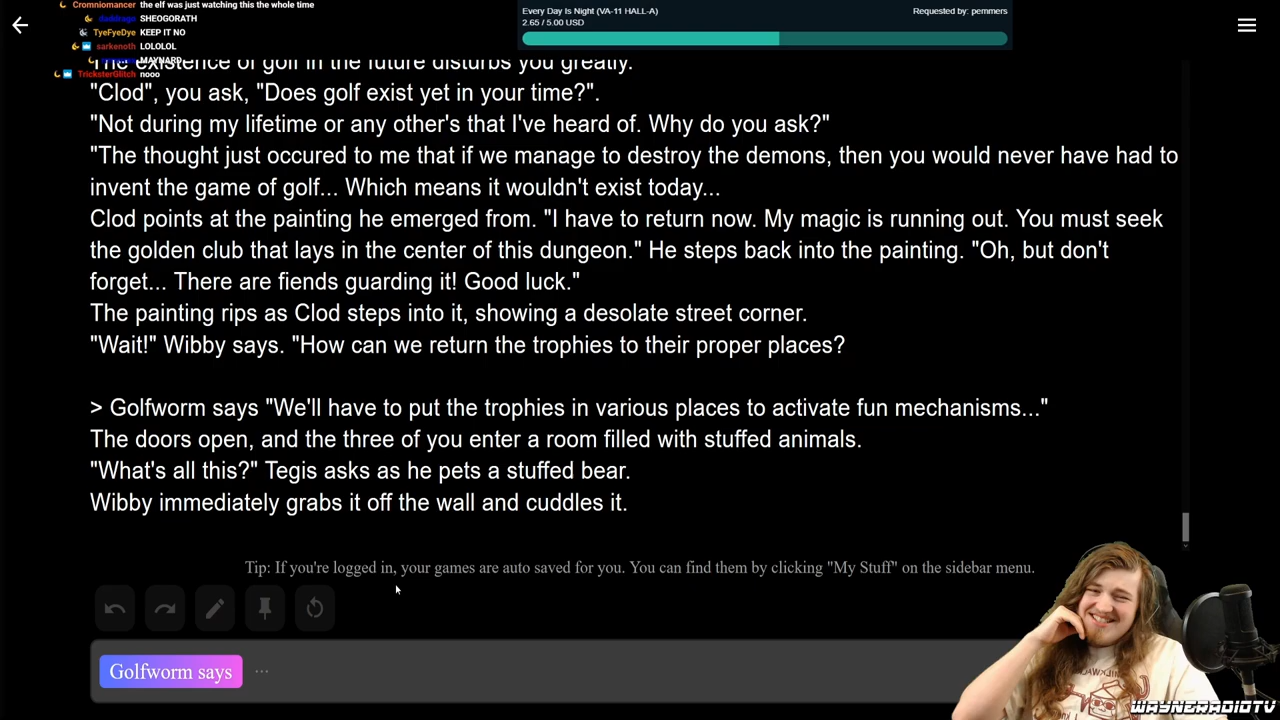 Cromniomancer the elf was just watching this the whole time
SHEOGORATH
TyeFyeDye KEEP IT NO
sarkenoth LOLOLOL
MAYNARD
TricksterGlitch nooo
Every Day Is Night (VA-11 HALL-A)
Requested by: pemmers
2.65 / 5.00 USD
The existence of golf in the future disturbs you greatly.
"Clod", you ask, "Does golf exist yet in your time?".
"Not during my lifetime or any other's that I've heard of. Why do you ask?"
"The thought just occured to me that if we manage to destroy the demons, then you would never have had to
invent the game of golf... Which means it wouldn't exist today...
Clod points at the painting he emerged from. "I have to return now. My magic is running out. You must seek
the golden club that lays in the center of this dungeon." He steps back into the painting. "Oh, but don't
forget... There are fiends guarding it! Good luck."
The painting rips as Clod steps into it, showing a desolate street corner.
"Wait!" Wibby says. "How can we return the trophies to their proper places?
> Golfworm says "We'll have to put the trophies in various places to activate fun mechanisms..."
The doors open, and the three of you enter a room filled with stuffed animals.
"What's all this?" Tegis asks as he pets a stuffed bear.
Wibby immediately grabs it off the wall and cuddles it.
Tip: If you're logged in, your games are auto saved for you. You can find them by clicking "My Stuff" on the sidebar menu.
Golfworm says ...
WAYNERADIOTV